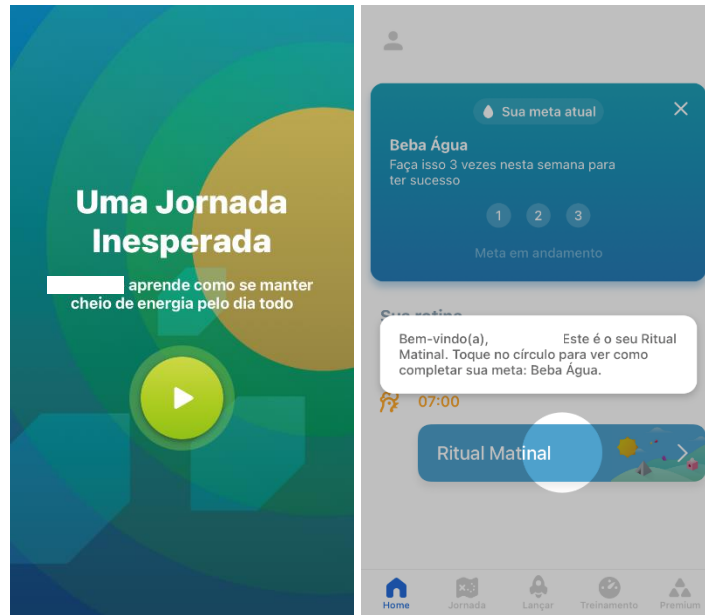 Uma Jornada
Inesperada
aprende como se manter
cheio de energia pelo dia todo
Sua meta atual
Beba Água
Faça isso 3 vezes nesta semana para
ter sucesso
1 2 3
Meta em andamento
Sua rotina
Bem-vindo(a), Este é o seu Ritual
Matinal. Toque no círculo para ver como
completar sua meta: Beba Água.
07:00
Ritual Matinal
Home Jornada Lançar Treinamento Premium